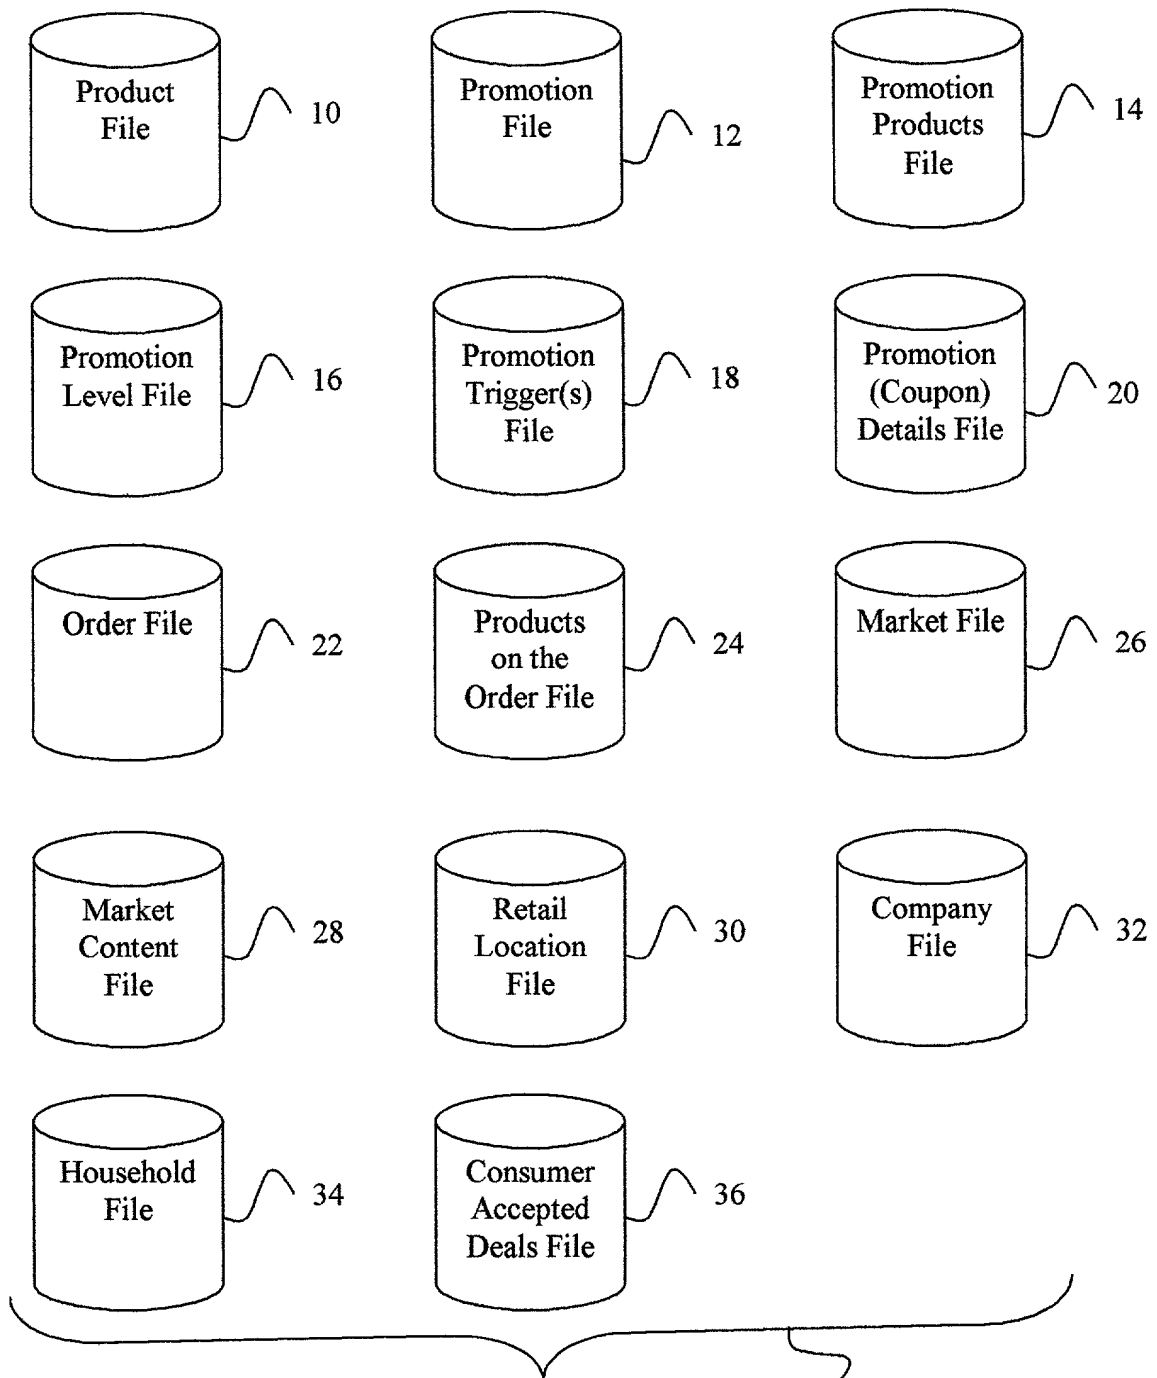 Product
File
10
Promotion
File
12
Promotion
Products
File
14
Promotion
Level File
16
Promotion
Trigger(s)
File
18
Promotion
(Coupon)
Details File
20
Order File
22
Products
on the
Order File
24
Market File
26
Market
Content
File
28
Retail
Location
File
30
Company
File
32
Household
File
34
Consumer
Accepted
Deals File
36